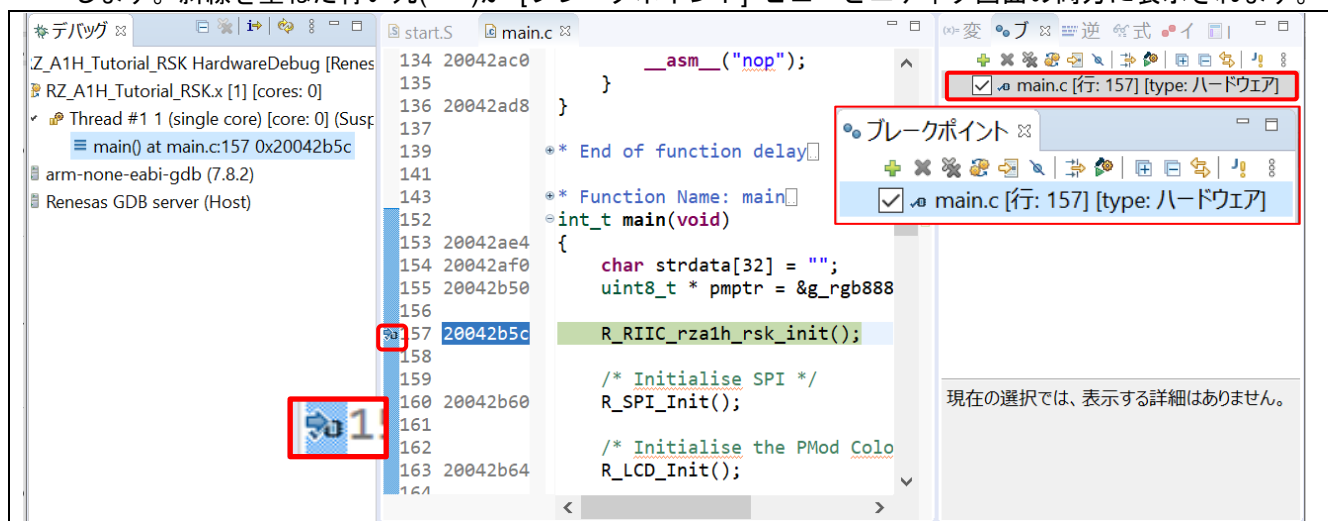 デバッグ
Z_A1H_Tutorial_RSK HardwareDebug [Renes
RZ_A1H_Tutorial_RSK.x [1] [cores: 0]
Thread #1 1 (single core) [core: 0] (Susp
main() at main.c:157 0x20042b5c
arm-none-eabi-gdb (7.8.2)
Renesas GDB server (Host)
start.S main.c
134 20042ac0 __asm__("nop");
135 }
136 20042ad8 }
137
139 * End of function delay
141
143 * Function Name: main
152 int_t main(void)
153 20042ae4 {
154 20042af0 char strdata[32] = "";
155 20042b50 uint8_t * pmptr = &g_rgb888
156
157 20042b5c R_RIIC_rza1h_rsk_init();
158
159 /* Initialise SPI */
160 20042b60 R_SPI_Init();
161
162 /* Initialise the PMod Colo
163 20042b64 R_LCD_Init();
164
変 ブ 逆 式 イ
main.c [行: 157] [type: ハードウェア]
ブレークポイント
main.c [行: 157] [type: ハードウェア]
現在の選択では、表示する詳細はありません。